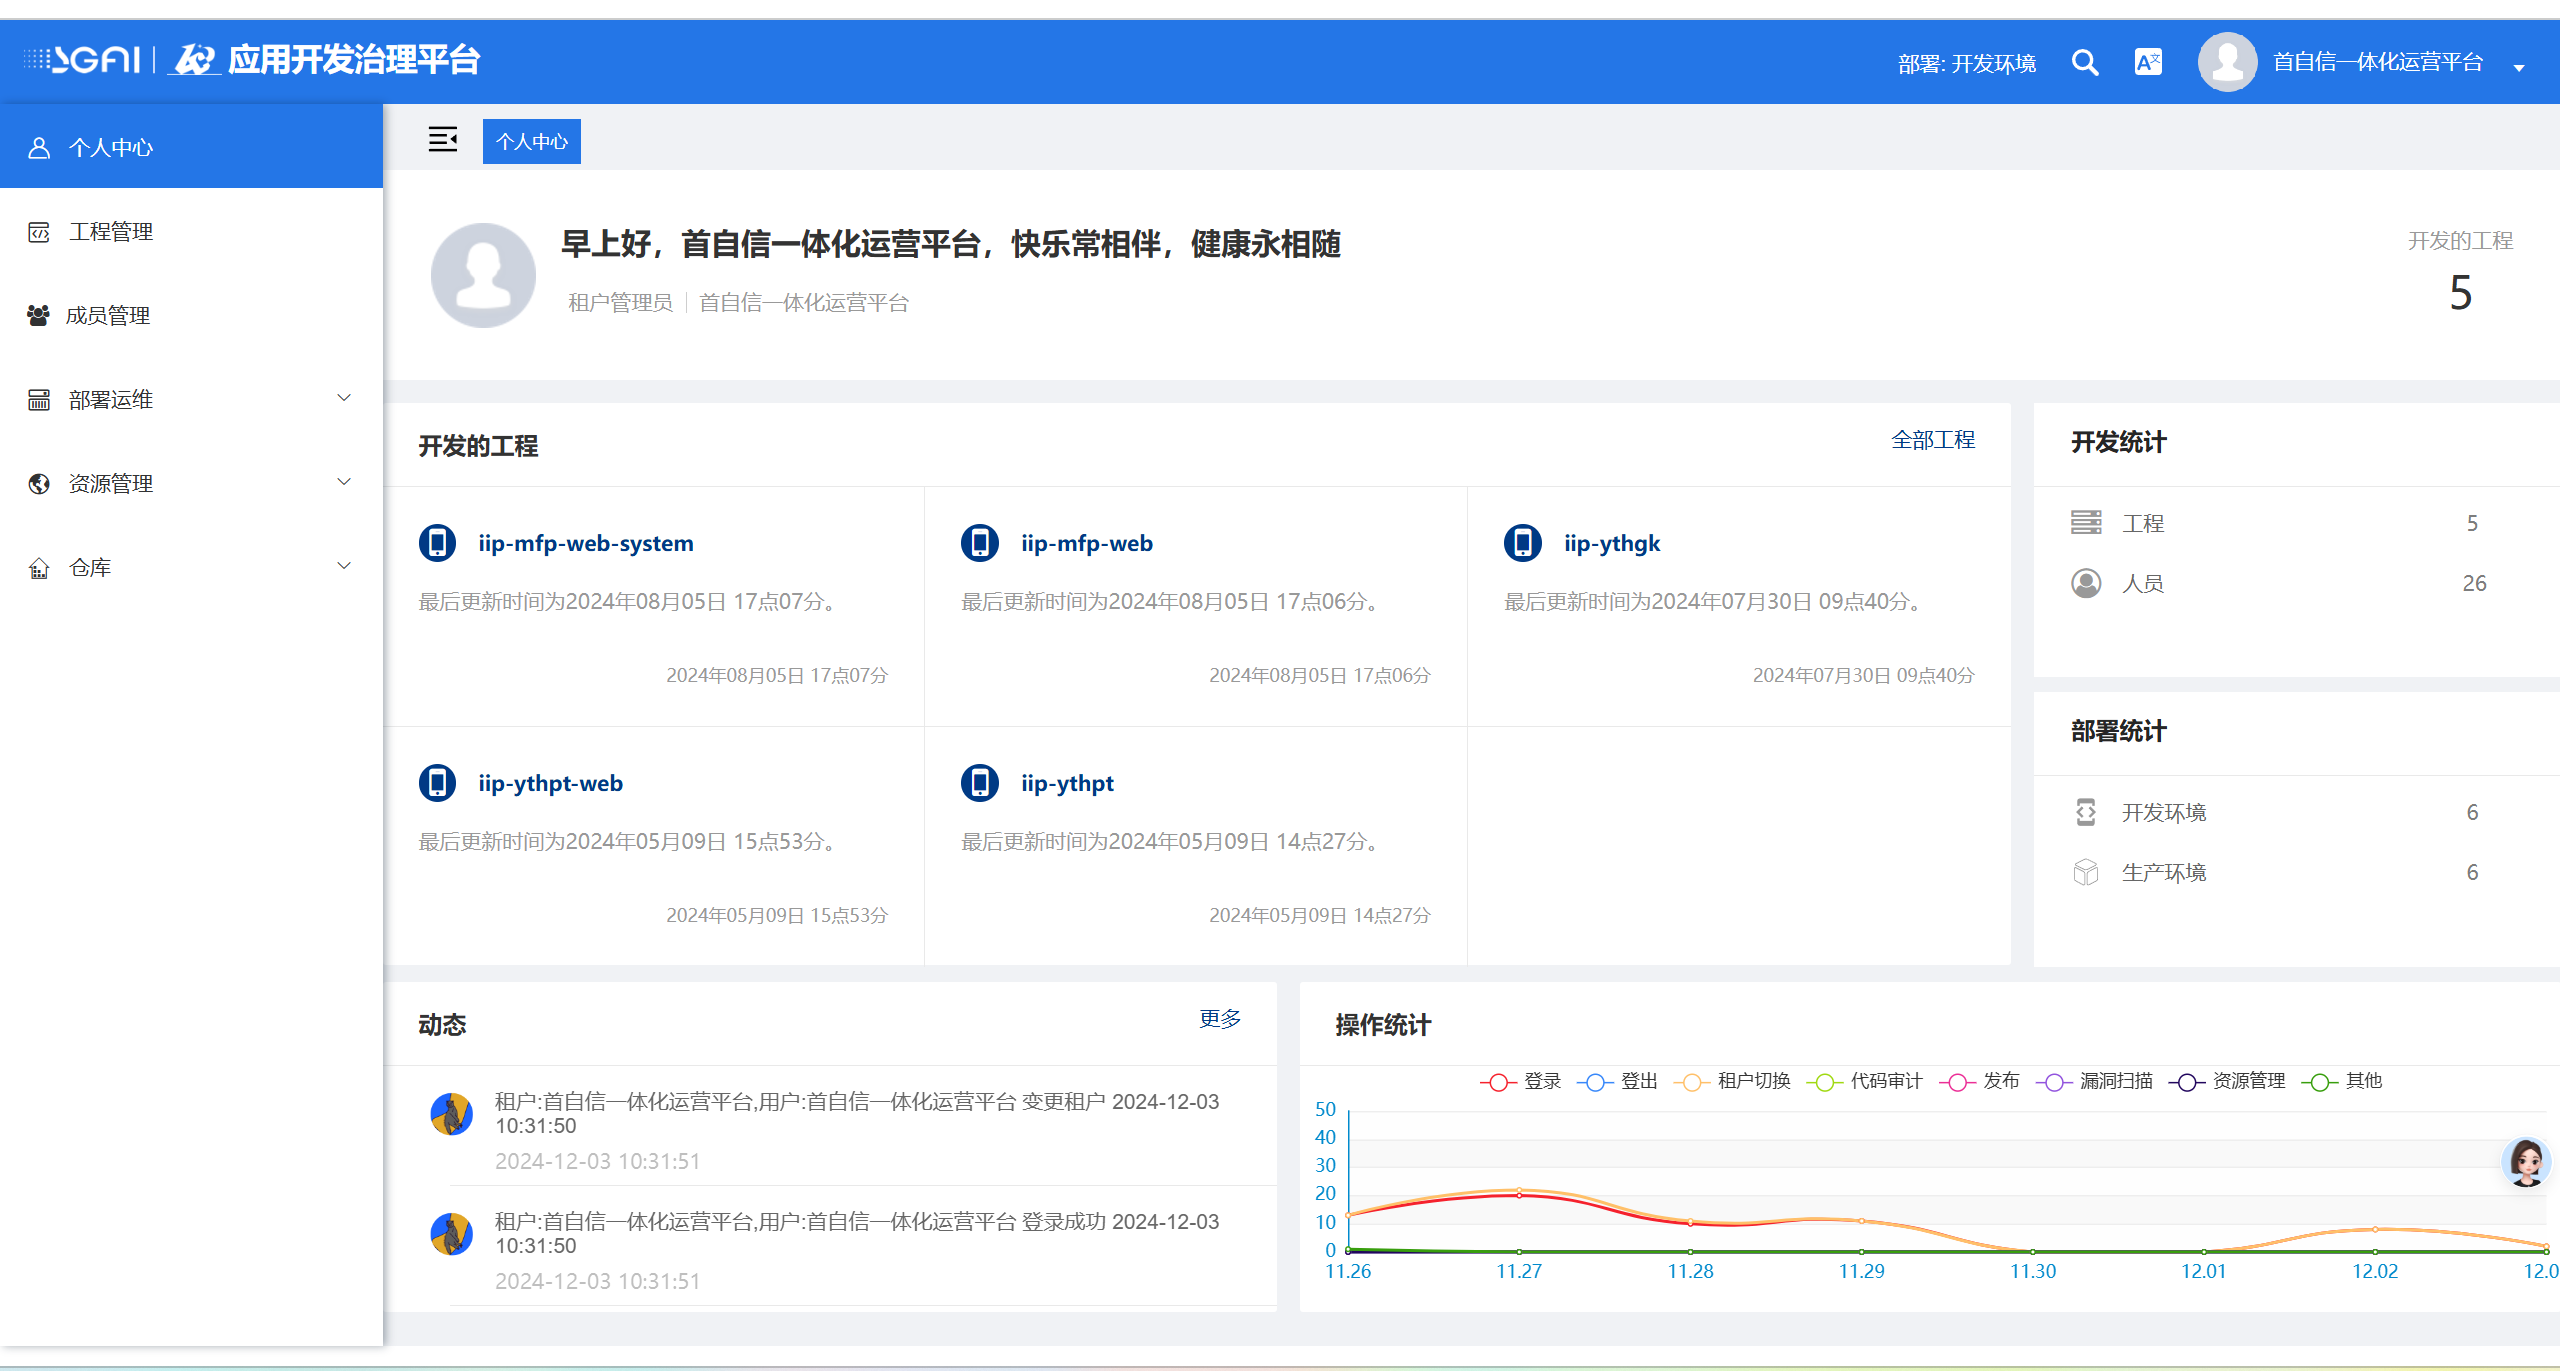 GAI
应用开发治理平台
部署: 开发环境
首自信一体化运营平台
个人中心
工程管理
成员管理
部署运维
资源管理
仓库
个人中心
早上好，首自信一体化运营平台，快乐常相伴，健康永相随
租户管理员
首自信一体化运营平台
开发的工程
5
开发的工程
全部工程
iip-mfp-web-system
最后更新时间为2024年08月05日 17点07分。
2024年08月05日 17点07分
iip-mfp-web
最后更新时间为2024年08月05日 17点06分。
2024年08月05日 17点06分
iip-ythgk
最后更新时间为2024年07月30日 09点40分。
2024年07月30日 09点40分
iip-ythpt-web
最后更新时间为2024年05月09日 15点53分。
2024年05月09日 15点53分
iip-ythpt
最后更新时间为2024年05月09日 14点27分。
2024年05月09日 14点27分
开发统计
工程 5
人员 26
部署统计
开发环境 6
生产环境 6
动态
更多
租户:首自信一体化运营平台,用户:首自信一体化运营平台 变更租户 2024-12-03
10:31:50
2024-12-03 10:31:51
租户:首自信一体化运营平台,用户:首自信一体化运营平台 登录成功 2024-12-03
10:31:50
2024-12-03 10:31:51
操作统计
登录 登出 租户切换 代码审计 发布 漏洞扫描 资源管理 其他
50
40
30
20
10
0
11.26 11.27 11.28 11.29 11.30 12.01 12.02 12.0